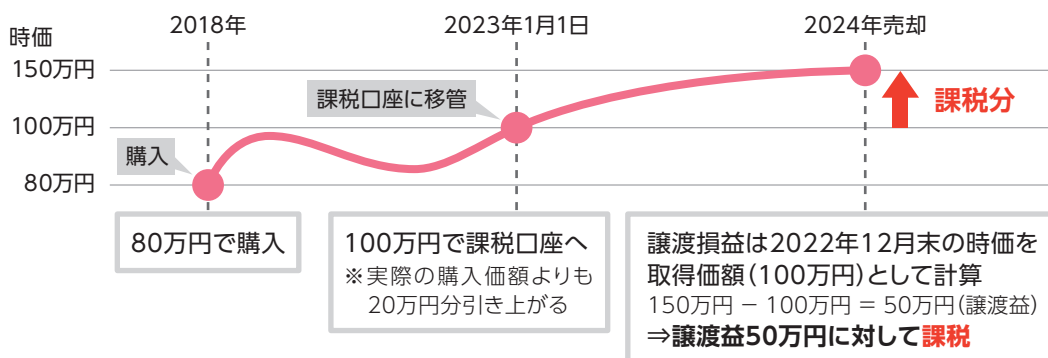 2018年
2023年1月1日
2024年売却
時価
150万円
課税分
課税口座に移管
100万円
購入
80万円
80万円で購入
100万円で課税口座へ
※実際の購入価額よりも
20万円分引き上がる
譲渡損益は2022年12月末の時価を
取得価額(100万円)として計算
150万円 − 100万円 = 50万円(譲渡益)
⇒譲渡益50万円に対して課税